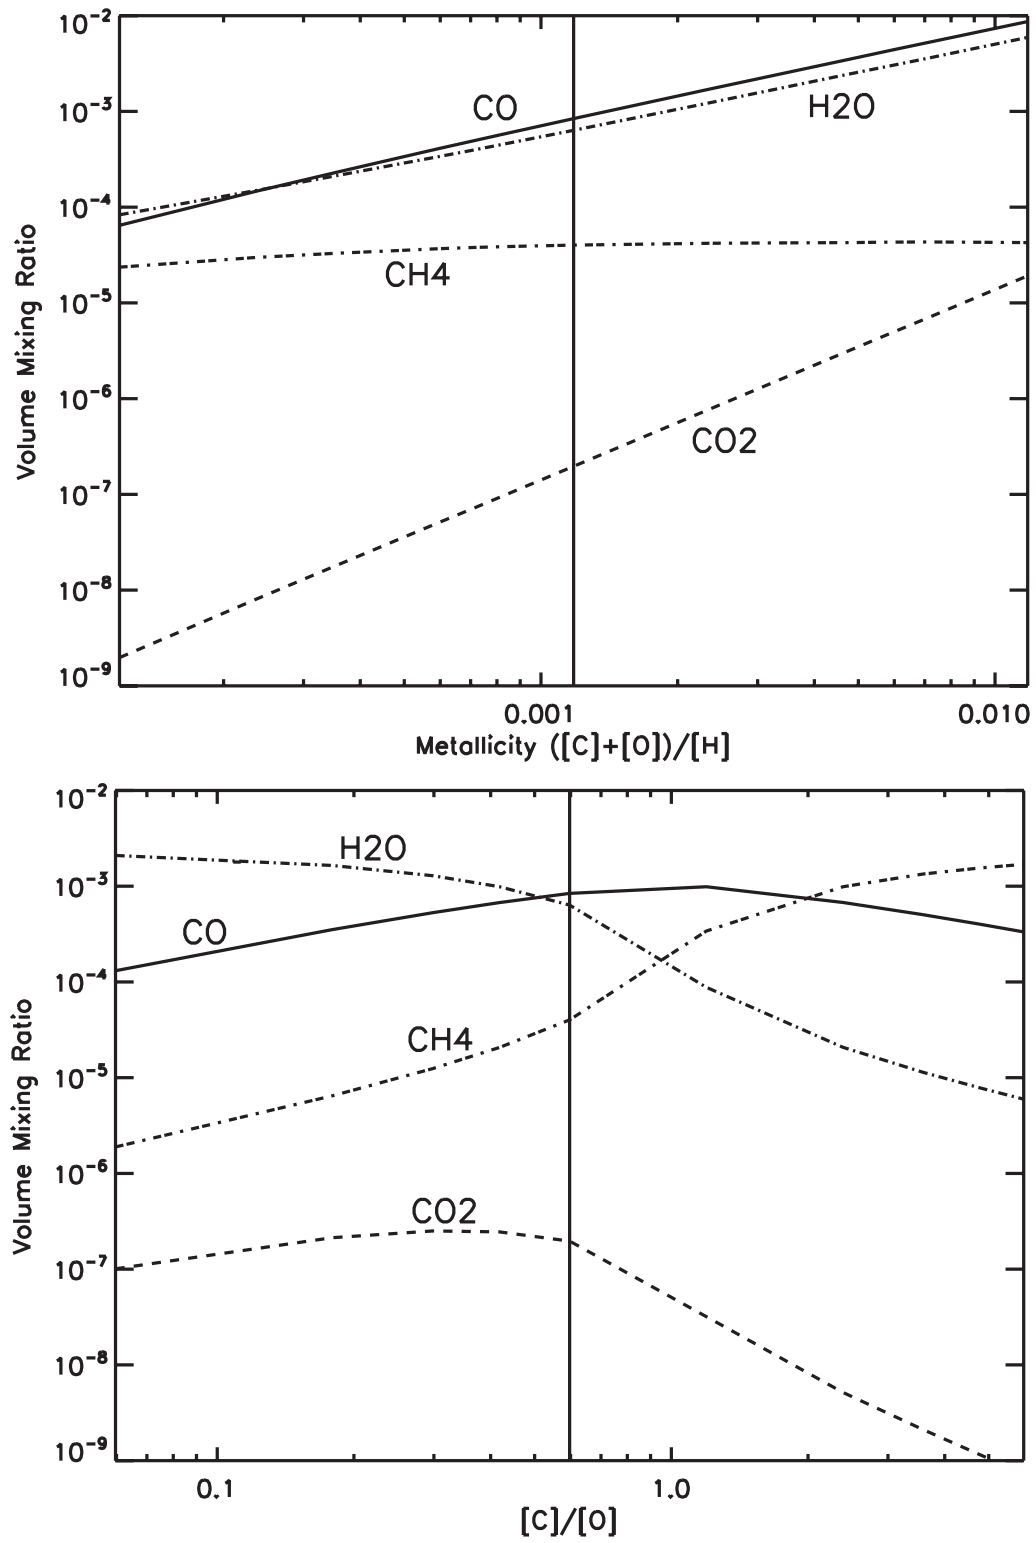 10⁻²
CO
H2O
10⁻³
10⁻⁴
CH4
10⁻⁵
10⁻⁶
CO2
10⁻⁷
10⁻⁸
10⁻⁹
Volume Mixing Ratio
0.001
0.010
Metallicity ([C]+[O])/[H]
10⁻²
H2O
10⁻³
CO
10⁻⁴
CH4
10⁻⁵
10⁻⁶
CO2
10⁻⁷
10⁻⁸
10⁻⁹
Volume Mixing Ratio
0.1
1.0
[C]/[O]